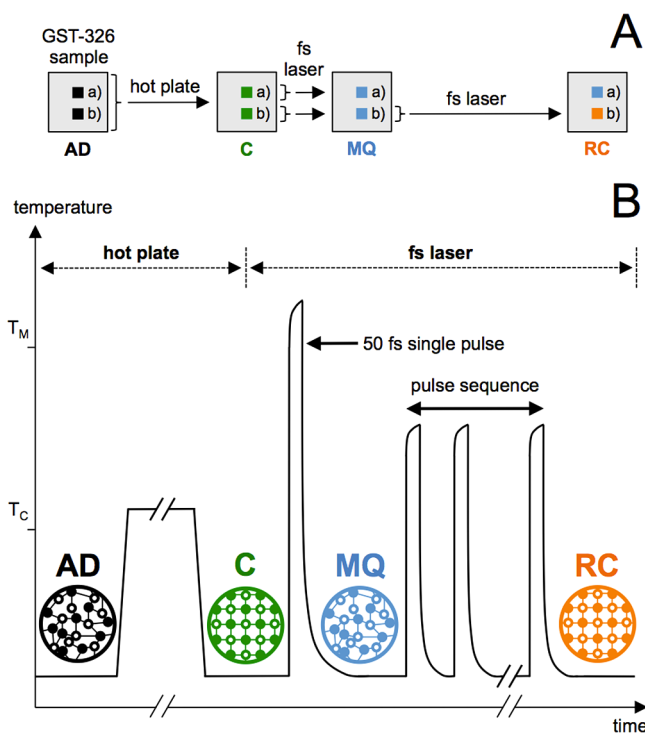 A
GST-326
sample
a)
b)
AD
hot plate
a)
b)
C
fs
laser
a)
b)
MQ
fs laser
a)
b)
RC
B
temperature
hot plate
fs laser
T_M
50 fs single pulse
pulse sequence
T_C
AD
C
MQ
RC
time